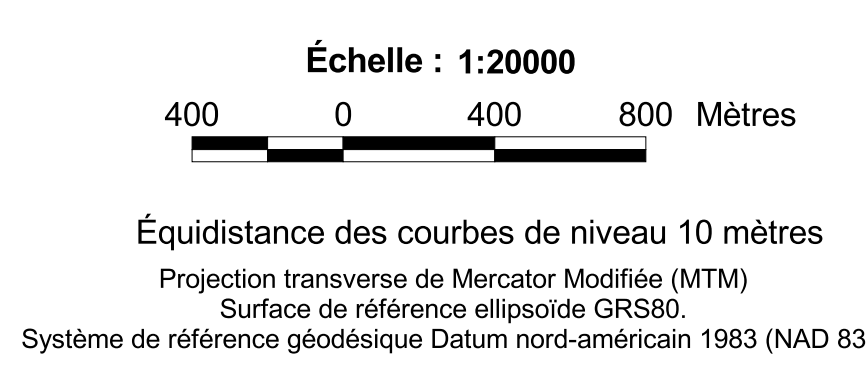 Échelle : 1:20000
400 0 400 800 Mètres
Équidistance des courbes de niveau 10 mètres
Projection transverse de Mercator Modifiée (MTM)
Surface de référence ellipsoïde GRS80.
Système de référence géodésique Datum nord-américain 1983 (NAD 83